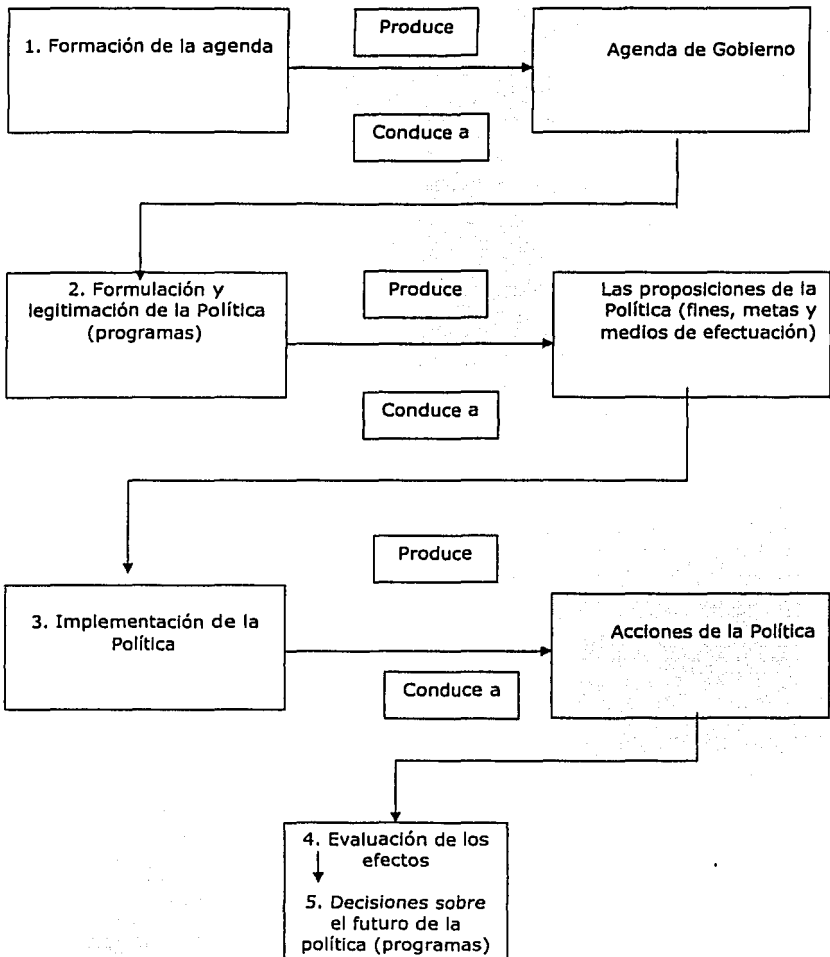 Produce
1. Formación de la agenda
Agenda de Gobierno
Conduce a
2. Formulación y
legitimación de la Política
(programas)
Produce
Las proposiciones de la
Política (fines, metas y
medios de efectuación)
Conduce a
Produce
3. Implementación de la
Política
Acciones de la Política
Conduce a
4. Evaluación de los
efectos
5. Decisiones sobre
el futuro de la
política (programas)